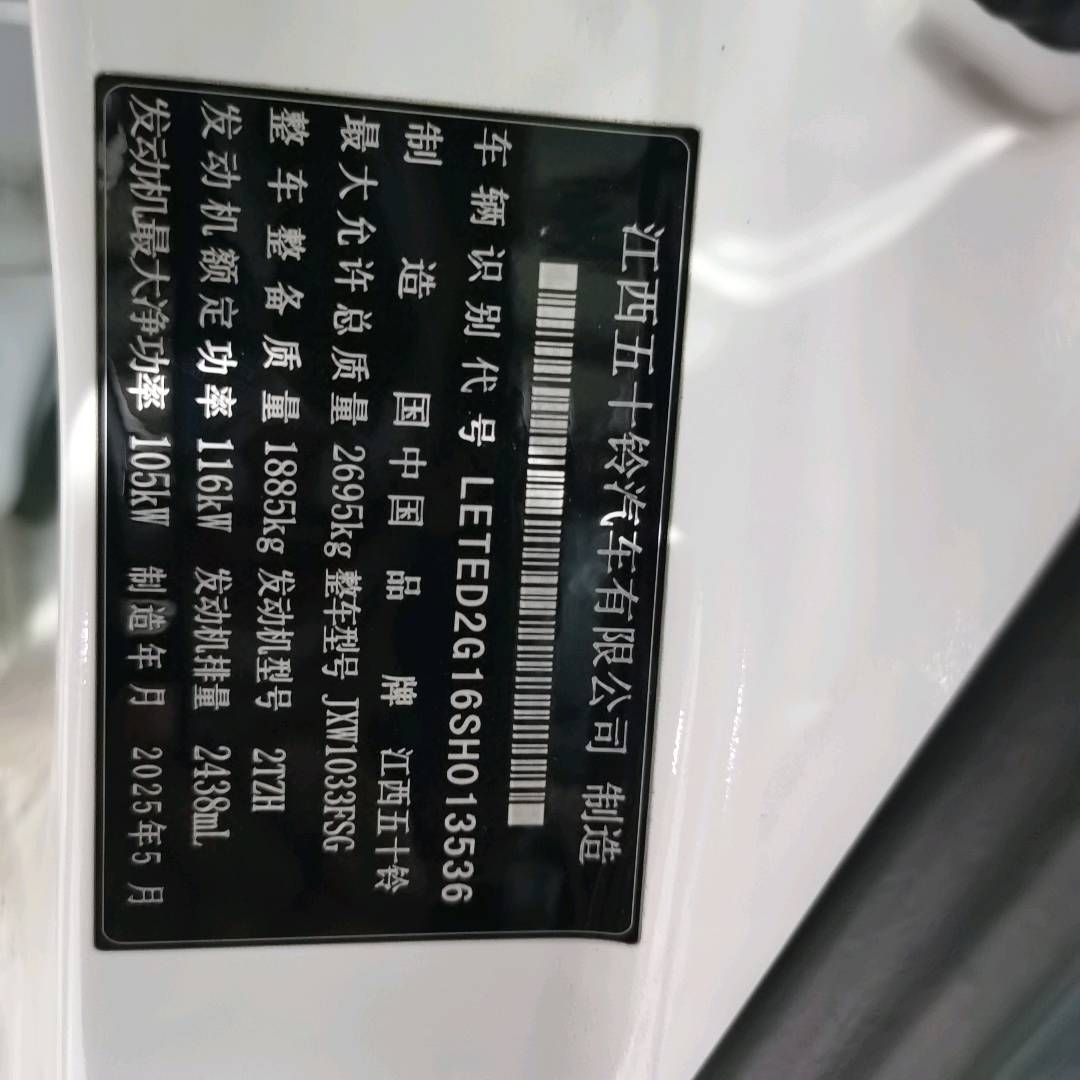 江西五十铃汽车有限公司 制造
车辆识别代号 LETED2G16SH013536
制造国 中国 品牌 江西五十铃
最大允许总质量 2695kg 整车型号 JXW1033FSG
整车整备质量 1885kg 发动机型号 2TZH
发动机额定功率 116kW 发动机排量 2438mL
发动机最大净功率 105kW 制造年月 2025年5月